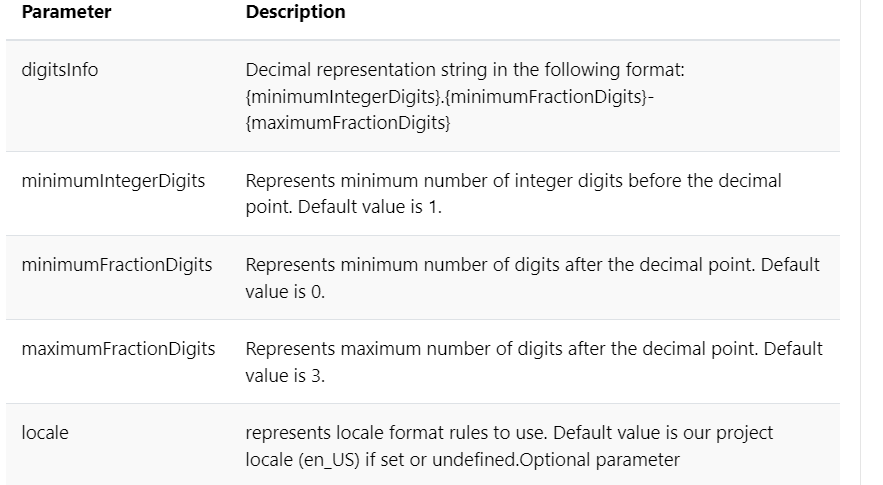 Parameter Description
digitsInfo Decimal representation string in the following format:
{minimumIntegerDigits}.{minimumFractionDigits}-
{maximumFractionDigits}
minimumIntegerDigits Represents minimum number of integer digits before the decimal
point. Default value is 1.
minimumFractionDigits Represents minimum number of digits after the decimal point. Default
value is 0.
maximumFractionDigits Represents maximum number of digits after the decimal point. Default
value is 3.
locale represents locale format rules to use. Default value is our project
locale (en_US) if set or undefined.Optional parameter